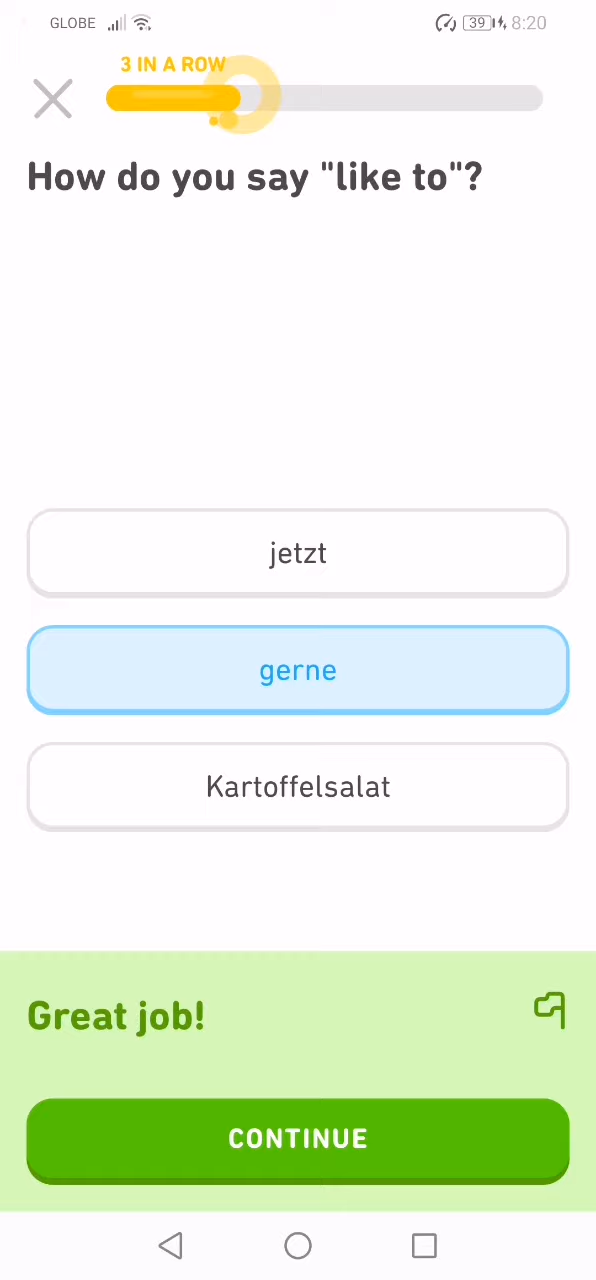 GLOBE 39 8:20
3 IN A ROW
How do you say "like to"?
jetzt
gerne
Kartoffelsalat
Great job!
CONTINUE